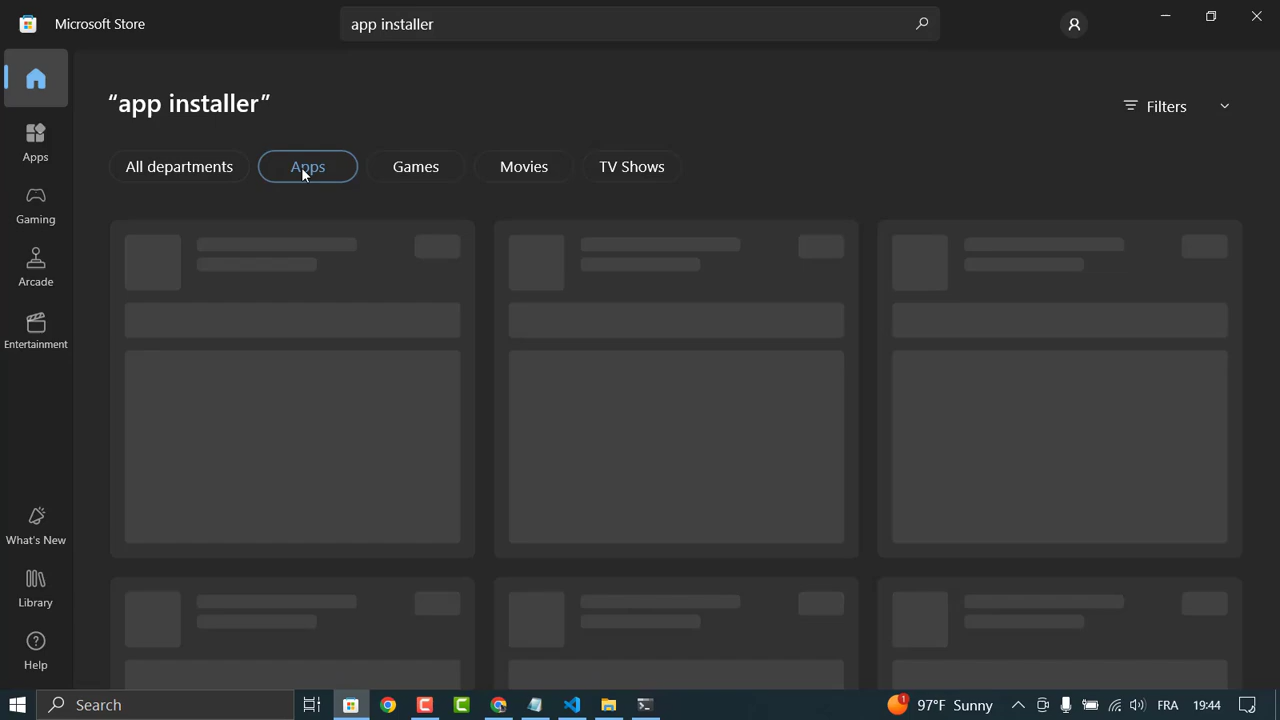 Microsoft Store
app installer
“app installer”
Filters
All departments
Apps
Games
Movies
TV Shows
Apps
Gaming
Arcade
Entertainment
What's New
Library
Help
Search
1
97°F Sunny
FRA
19:44